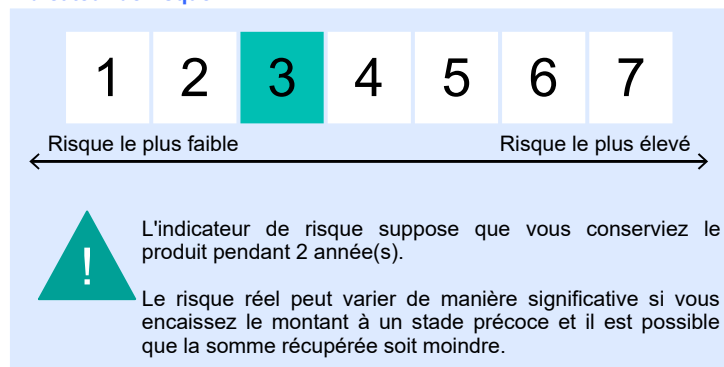 1 2 3 4 5 6 7
Risque le plus faible Risque le plus élevé
!
L'indicateur de risque suppose que vous conserviez le
produit pendant 2 année(s).
Le risque réel peut varier de manière significative si vous
encaissez le montant à un stade précoce et il est possible
que la somme récupérée soit moindre.